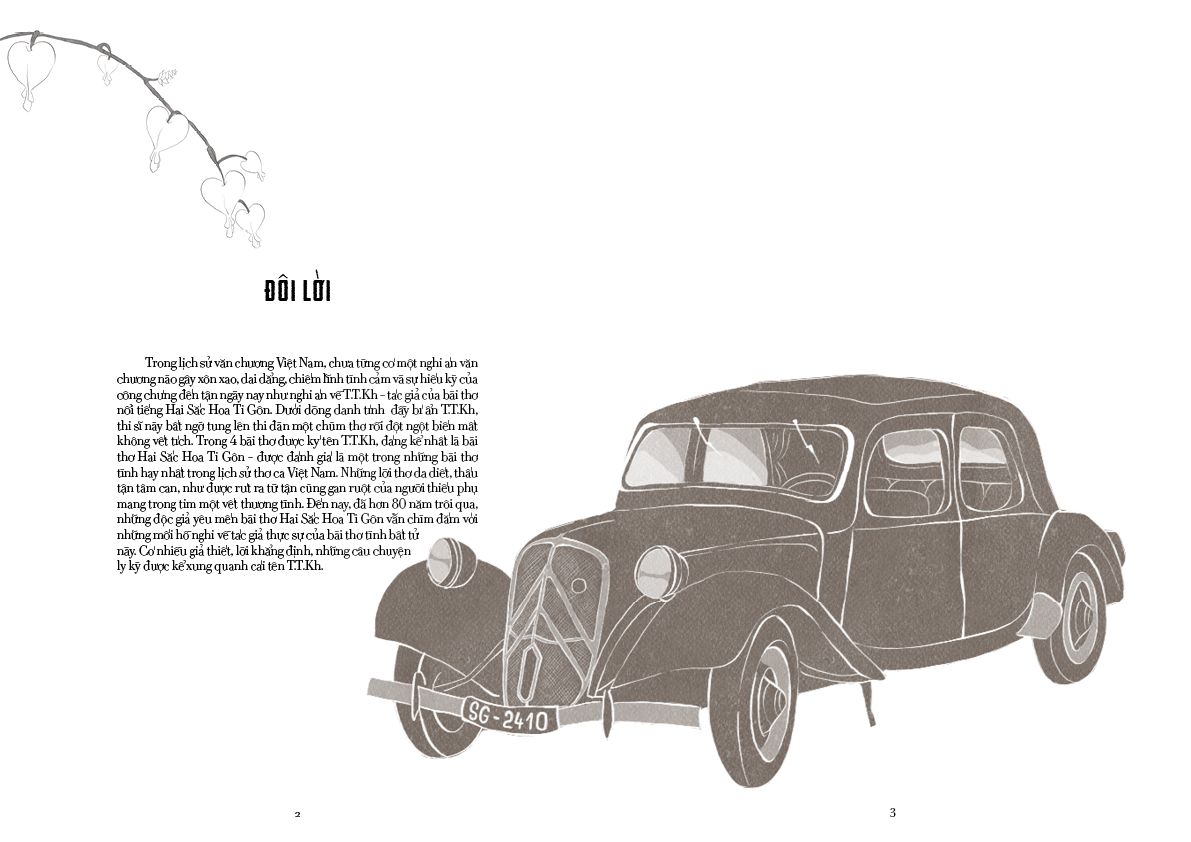 ĐÔI LỜI
Trong lịch sử văn chương Việt Nam, chưa từng có một nghi án văn
chương nào gây xôn xao, dai dẳng, chiếm lĩnh tình cảm và sự hiếu kỳ của
công chúng đến tận ngày nay như nghi án về T.T.Kh - tác giả của bài thơ
nổi tiếng Hai Sắc Hoa Ti Gôn. Dưới dòng danh tính đầy bí ẩn T.T.Kh,
thi sĩ này bất ngờ tung lên thi đàn một chùm thơ rồi đột ngột biến mất
không vết tích. Trong 4 bài thơ được ký tên T.T.Kh, đáng kể nhất là bài
thơ Hai Sắc Hoa Ti Gôn - được đánh giá là một trong những bài thơ
tình hay nhất trong lịch sử thơ ca Việt Nam. Những lời thơ da diết, thấu
tận tâm can, như được rút ra từ tận cùng gan ruột của người thiếu phụ
mang trong tim một vết thương tình. Đến nay, đã hơn 80 năm trôi qua,
những độc giả yêu mến bài thơ Hai Sắc Hoa Ti Gôn vẫn chìm đắm với
những mối hồ nghi về tác giả thực sự của bài thơ tình bất tử
này. Có nhiều giả thiết, lời khẳng định, những câu chuyện
ly kỳ được kể xung quanh cái tên T.T.Kh.
SG-2410
2
3